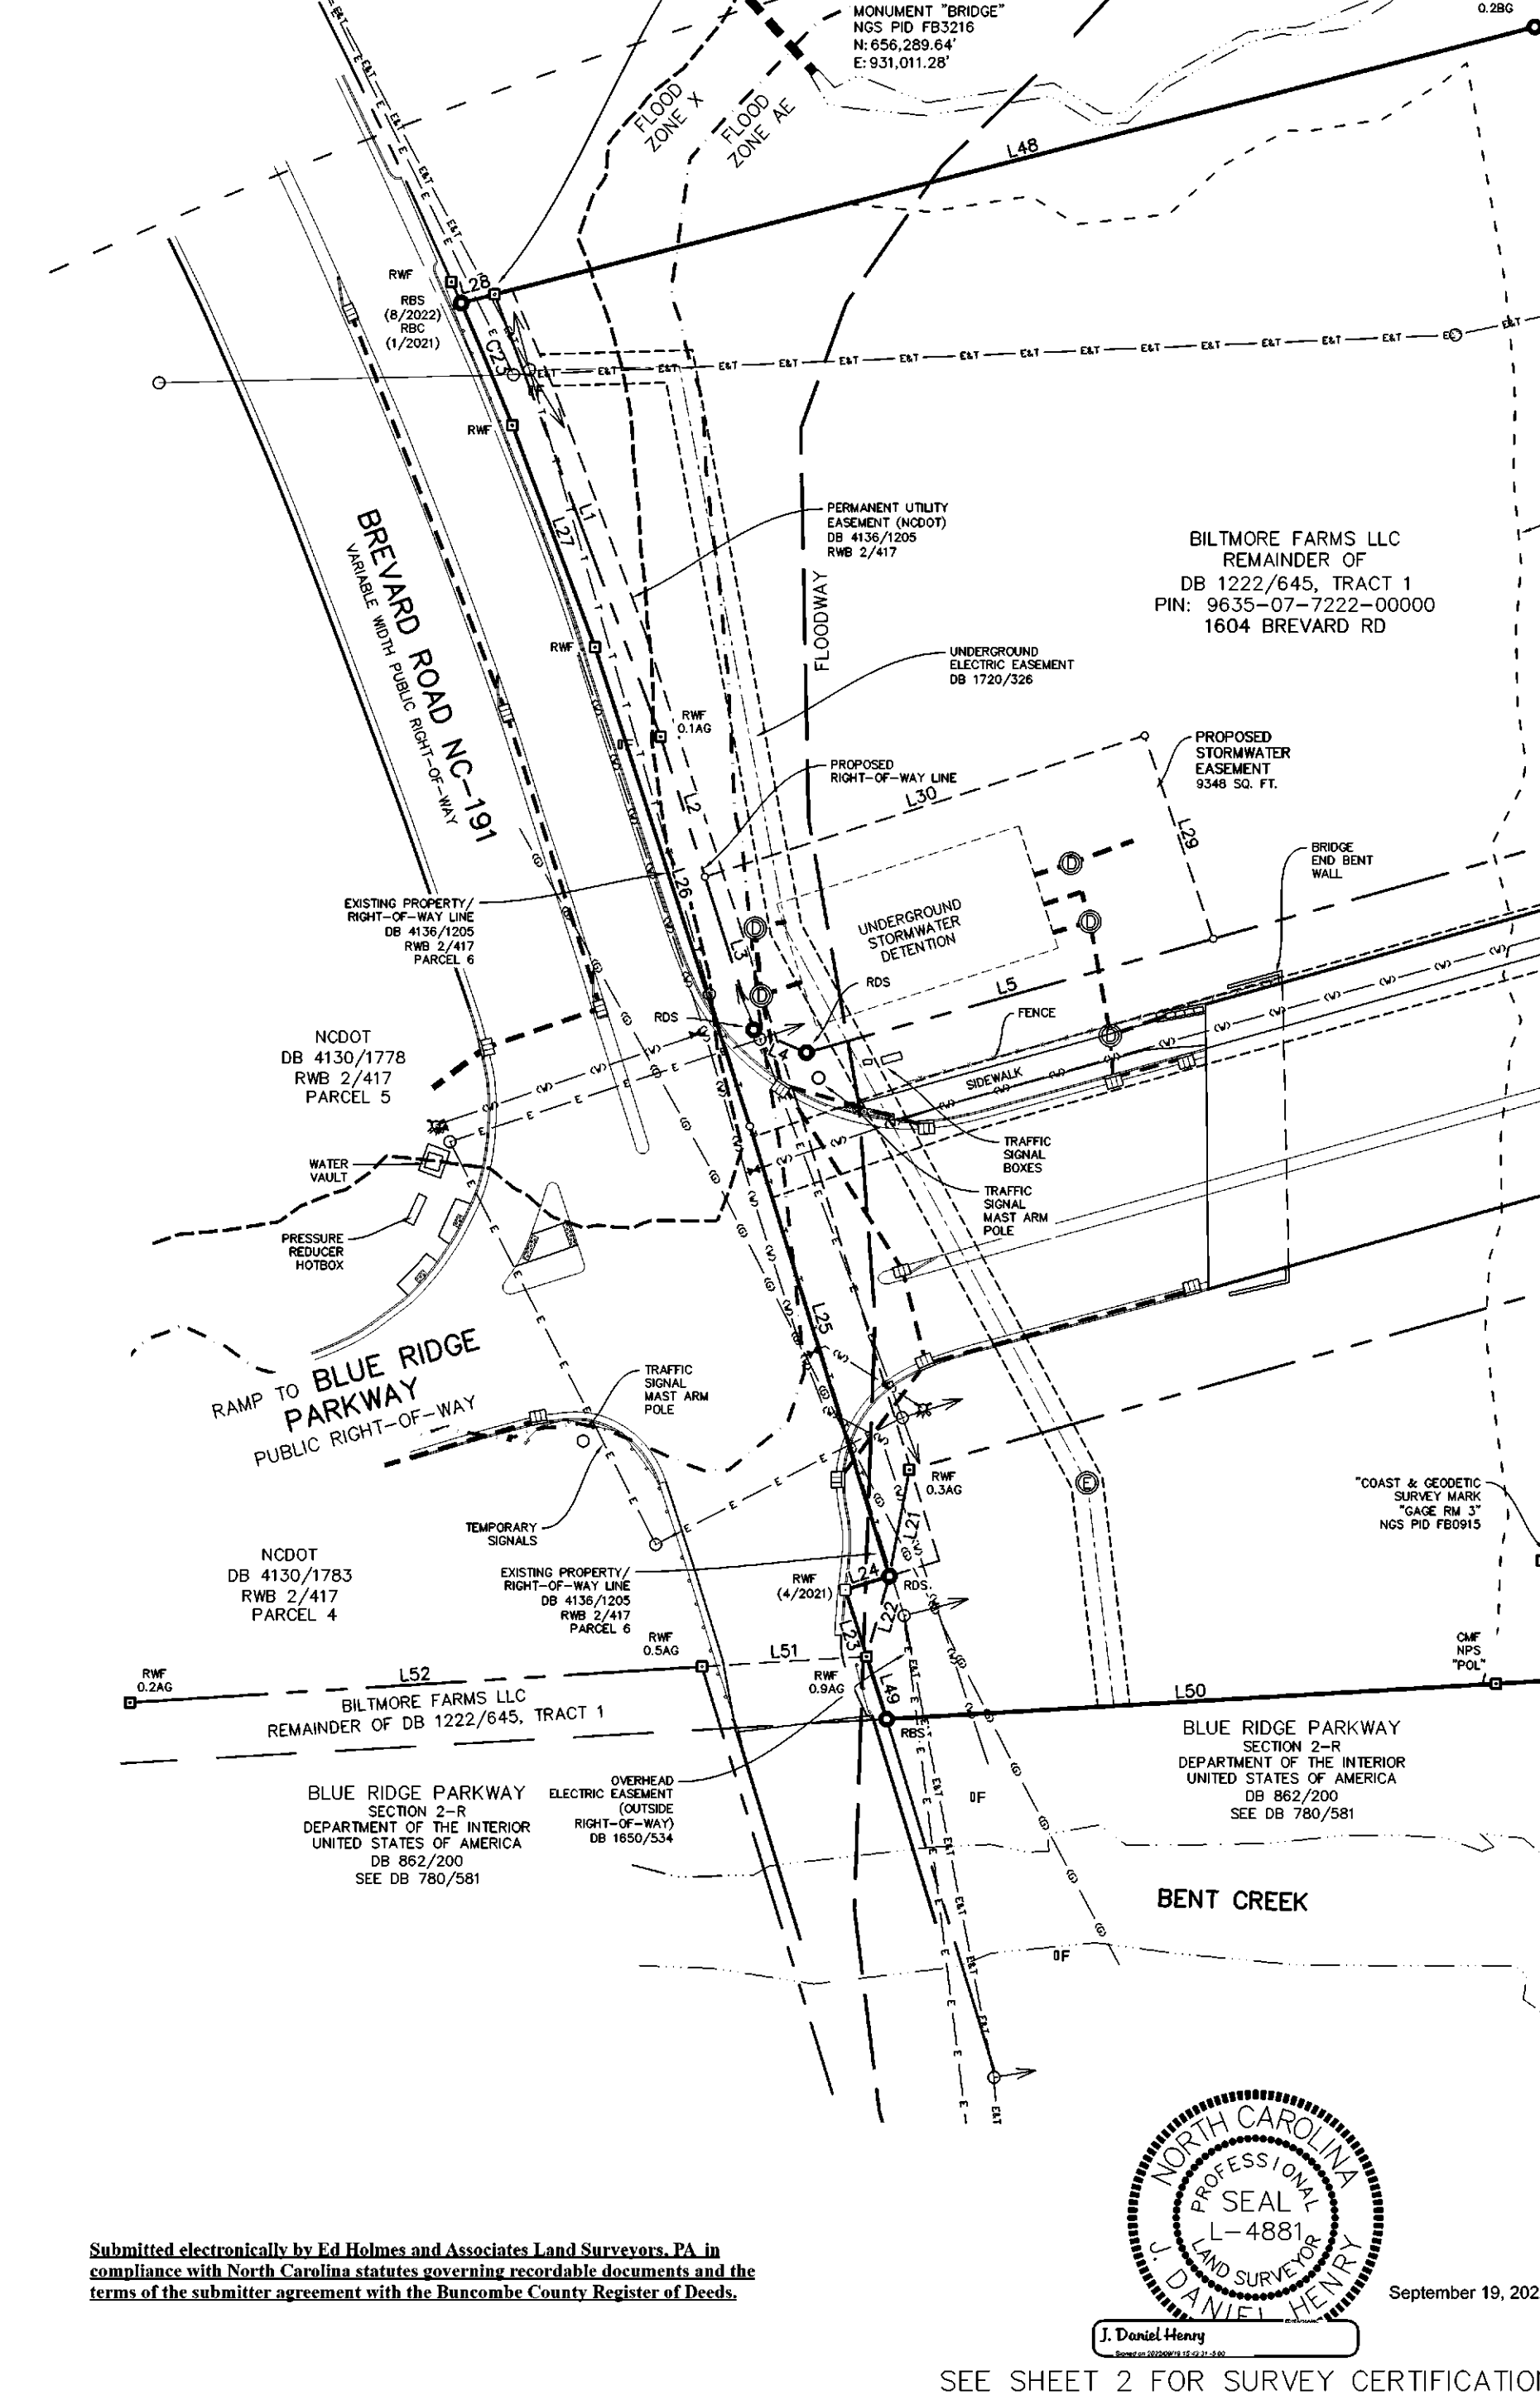 MONUMENT "BRIDGE"
NGS PID FB3216
N: 656,289.64'
E: 931,011.28'
0.2BG
FLOOD
ZONE X
FLOOD
ZONE AE
L48
RWF
L28
RBS
(8/2022)
RBC
(1/2021)
C23
RWF
L1
L27
PERMANENT UTILITY
EASEMENT (NCDOT)
DB 4136/1205
RWB 2/417
BILTMORE FARMS LLC
REMAINDER OF
DB 1222/645, TRACT 1
PIN: 9635-07-7222-00000
1604 BREVARD RD
BREVARD ROAD NC-191
VARIABLE WIDTH PUBLIC RIGHT-OF-WAY
FLOODWAY
RWF
UNDERGROUND
ELECTRIC EASEMENT
DB 1720/326
RWF
0.1AG
PROPOSED
RIGHT-OF-WAY LINE
PROPOSED
STORMWATER
EASEMENT
9348 SQ. FT.
L2
L30
L29
BRIDGE
END BENT
WALL
L26
EXISTING PROPERTY/
RIGHT-OF-WAY LINE
DB 4136/1205
RWB 2/417
PARCEL 6
UNDERGROUND
STORMWATER
DETENTION
L3
RDS
L5
RDS
FENCE
L4
SIDEWALK
NCDOT
DB 4130/1778
RWB 2/417
PARCEL 5
WATER
VAULT
TRAFFIC
SIGNAL
BOXES
TRAFFIC
SIGNAL
MAST ARM
POLE
PRESSURE
REDUCER
HOTBOX
L25
RAMP TO BLUE RIDGE
PARKWAY
PUBLIC RIGHT-OF-WAY
TRAFFIC
SIGNAL
MAST ARM
POLE
RWF
0.3AG
"COAST & GEODETIC
SURVEY MARK
"GAGE RM 3"
NGS PID FB0915
TEMPORARY
SIGNALS
L21
NCDOT
DB 4130/1783
RWB 2/417
PARCEL 4
EXISTING PROPERTY/
RIGHT-OF-WAY LINE
DB 4136/1205
RWB 2/417
PARCEL 6
RWF
(4/2021)
L24
RDS
L22
L23
RWF
0.5AG
L51
RWF
0.9AG
L49
CMF
NPS
"POL"
RWF
0.2AG
L52
L50
BILTMORE FARMS LLC
REMAINDER OF DB 1222/645, TRACT 1
RBS
BLUE RIDGE PARKWAY
SECTION 2-R
DEPARTMENT OF THE INTERIOR
UNITED STATES OF AMERICA
DB 862/200
SEE DB 780/581
OVERHEAD
ELECTRIC EASEMENT
(OUTSIDE
RIGHT-OF-WAY)
DB 1650/534
BLUE RIDGE PARKWAY
SECTION 2-R
DEPARTMENT OF THE INTERIOR
UNITED STATES OF AMERICA
DB 862/200
SEE DB 780/581
BENT CREEK
NORTH CAROLINA
PROFESSIONAL
SEAL
L-4881
LAND SURVEYOR
J. DANIEL HENRY
Submitted electronically by Ed Holmes and Associates Land Surveyors, PA in
compliance with North Carolina statutes governing recordable documents and the
terms of the submitter agreement with the Buncombe County Register of Deeds.
September 19, 202
J. Daniel Henry
SEE SHEET 2 FOR SURVEY CERTIFICATIO